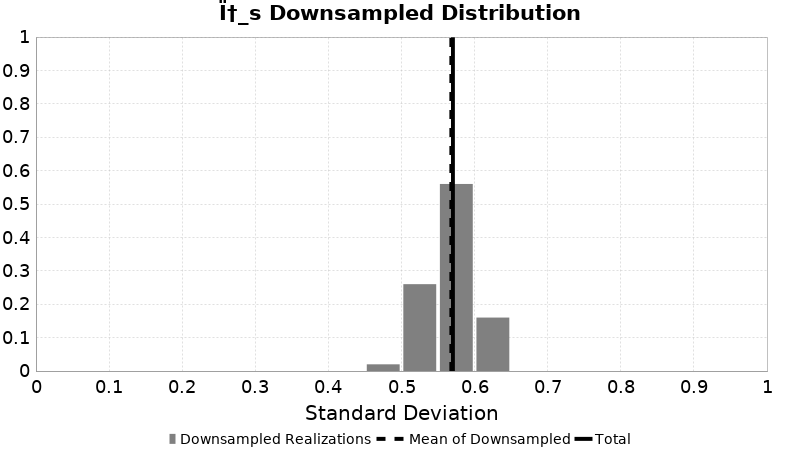 Ï†_s Downsampled Distribution
1
0.9
0.8
0.7
0.6
0.5
0.4
0.3
0.2
0.1
0
0 0.1 0.2 0.3 0.4 0.5 0.6 0.7 0.8 0.9 1
Standard Deviation
Downsampled Realizations Mean of Downsampled Total